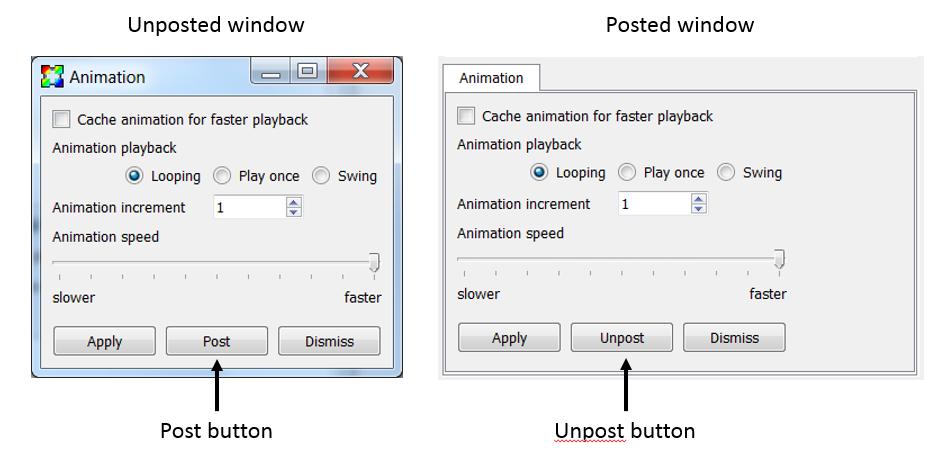 Unposted window
Animation
Cache animation for faster playback
Animation playback
Looping Play once Swing
Animation increment 1
Animation speed
slower faster
Apply Post Dismiss
Post button
Posted window
Animation
Cache animation for faster playback
Animation playback
Looping Play once Swing
Animation increment 1
Animation speed
slower faster
Apply Unpost Dismiss
Unpost button